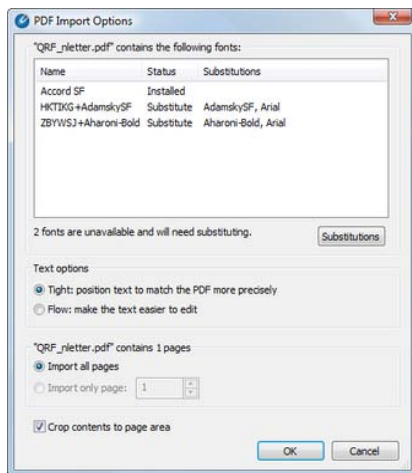 PDF Import Options
"QRF_nletter.pdf" contains the following fonts:
Name Status Substitutions
Accord SF Installed
HKTIKG+AdamskySF Substitute AdamskySF, Arial
ZBYWSJ+Aharoni-Bold Substitute Aharoni-Bold, Arial
2 fonts are unavailable and will need substituting.
Substitutions
Text options
Tight: position text to match the PDF more precisely
Flow: make the text easier to edit
"QRF_nletter.pdf" contains 1 pages
Import all pages
Import only page: 1
Crop contents to page area
OK Cancel